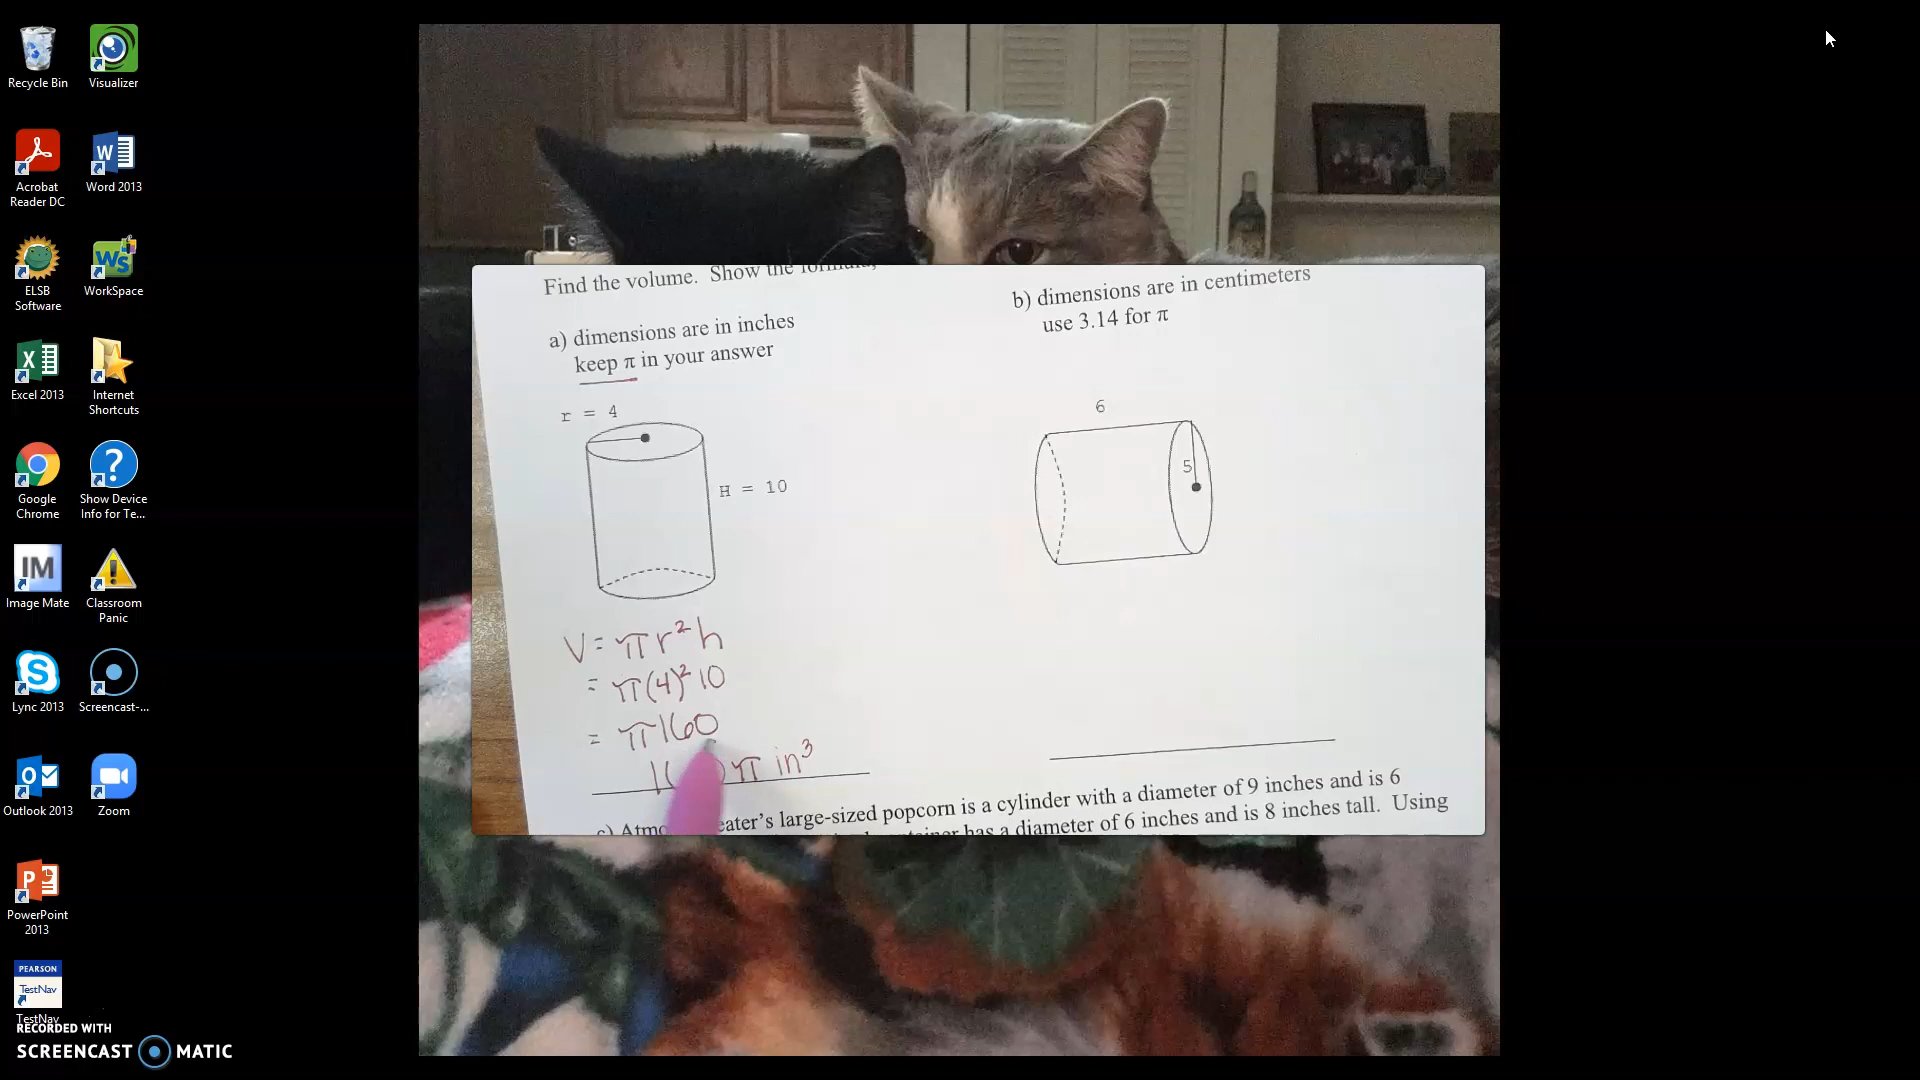 Recycle Bin
Visualizer
Acrobat
Reader DC
Word 2013
ELSB
Software
WorkSpace
Excel 2013
Internet
Shortcuts
Google
Chrome
Show Device
Info for Te...
IM
Image Mate
Classroom
Panic
Lync 2013
Screencast-...
Outlook 2013
Zoom
PowerPoint
2013
PEARSON
TestNav
TestNav
RECORDED WITH
SCREENCAST MATIC
Find the volume. Show the formula,
a) dimensions are in inches
keep π in your answer
r = 4
H = 10
V = πr²h
= π(4)²10
= π160
π in³
b) dimensions are in centimeters
use 3.14 for π
6
5
eater's large-sized popcorn is a cylinder with a diameter of 9 inches and is 6
has a diameter of 6 inches and is 8 inches tall. Using